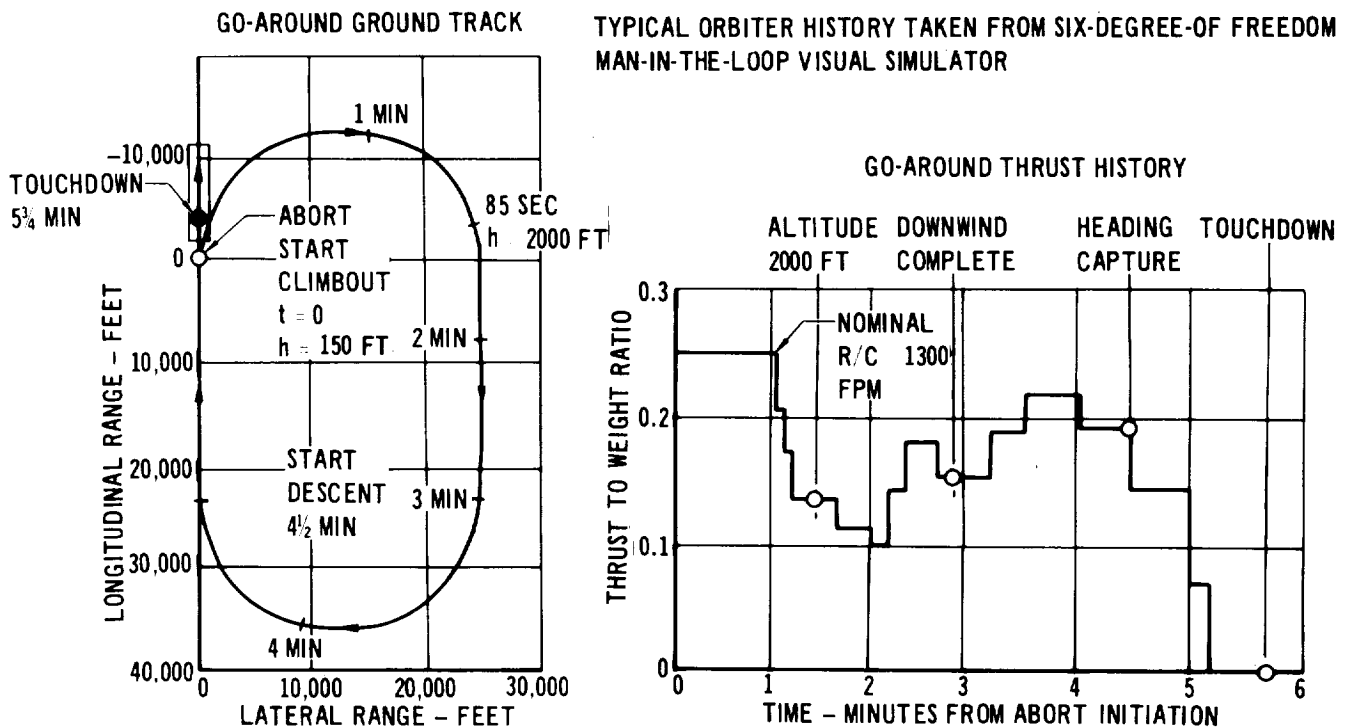 GO-AROUND GROUND TRACK
TYPICAL ORBITER HISTORY TAKEN FROM SIX-DEGREE-OF FREEDOM
MAN-IN-THE-LOOP VISUAL SIMULATOR
1 MIN
-10,000
TOUCHDOWN
5¾ MIN
85 SEC
h 2000 FT
ABORT
START
CLIMBOUT
t = 0
h = 150 FT
0
2 MIN
10,000
20,000
START
DESCENT
4½ MIN
3 MIN
30,000
4 MIN
40,000
LONGITUDINAL RANGE - FEET
0 10,000 20,000 30,000
LATERAL RANGE - FEET
GO-AROUND THRUST HISTORY
ALTITUDE
2000 FT
DOWNWIND
COMPLETE
HEADING
CAPTURE
TOUCHDOWN
0.3
NOMINAL
R/C 1300
FPM
0.2
0.1
0
THRUST TO WEIGHT RATIO
0 1 2 3 4 5 6
TIME - MINUTES FROM ABORT INITIATION